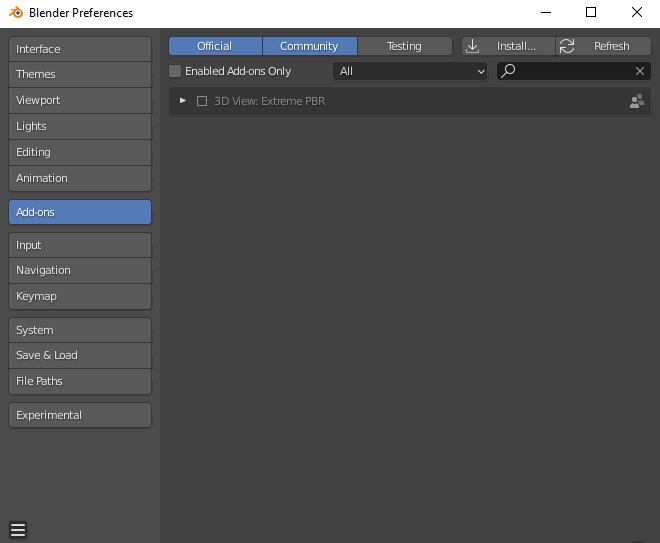 Blender Preferences
Interface
Themes
Viewport
Lights
Editing
Animation
Add-ons
Input
Navigation
Keymap
System
Save & Load
File Paths
Experimental
Official Community Testing Install... Refresh
Enabled Add-ons Only All
3D View: Extreme PBR